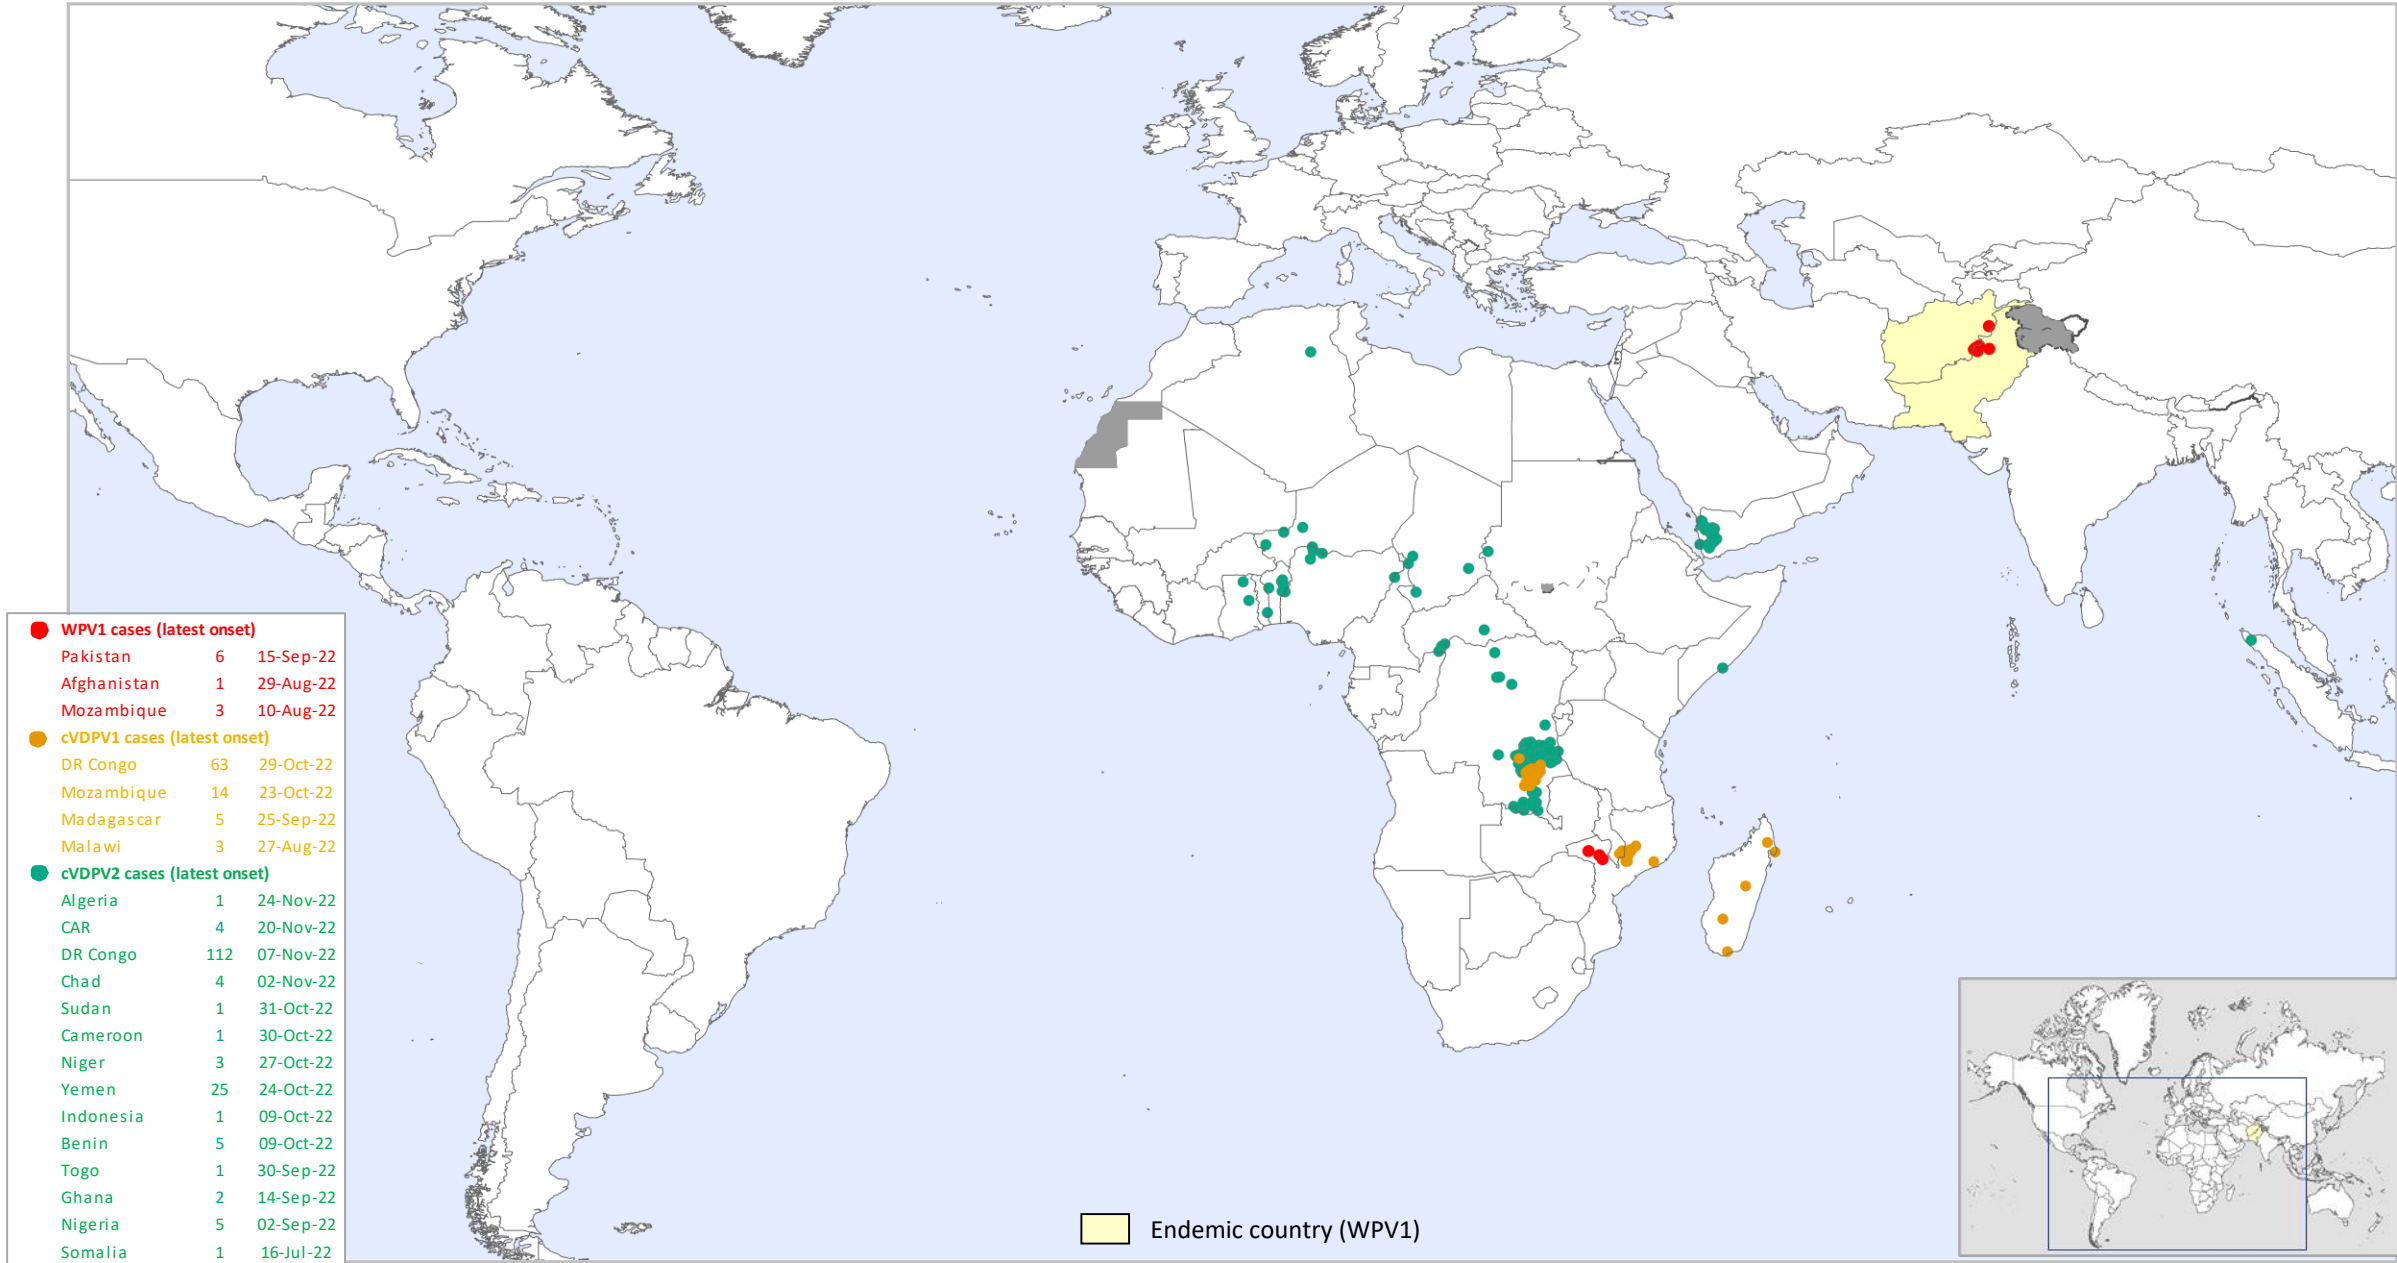 WPV1 cases (latest onset)
Pakistan 6 15-Sep-22
Afghanistan 1 29-Aug-22
Mozambique 3 10-Aug-22
cVDPV1 cases (latest onset)
DR Congo 63 29-Oct-22
Mozambique 14 23-Oct-22
Madagascar 5 25-Sep-22
Malawi 3 27-Aug-22
cVDPV2 cases (latest onset)
Algeria 1 24-Nov-22
CAR 4 20-Nov-22
DR Congo 112 07-Nov-22
Chad 4 02-Nov-22
Sudan 1 31-Oct-22
Cameroon 1 30-Oct-22
Niger 3 27-Oct-22
Yemen 25 24-Oct-22
Indonesia 1 09-Oct-22
Benin 5 09-Oct-22
Togo 1 30-Sep-22
Ghana 2 14-Sep-22
Nigeria 5 02-Sep-22
Somalia 1 16-Jul-22
Endemic country (WPV1)